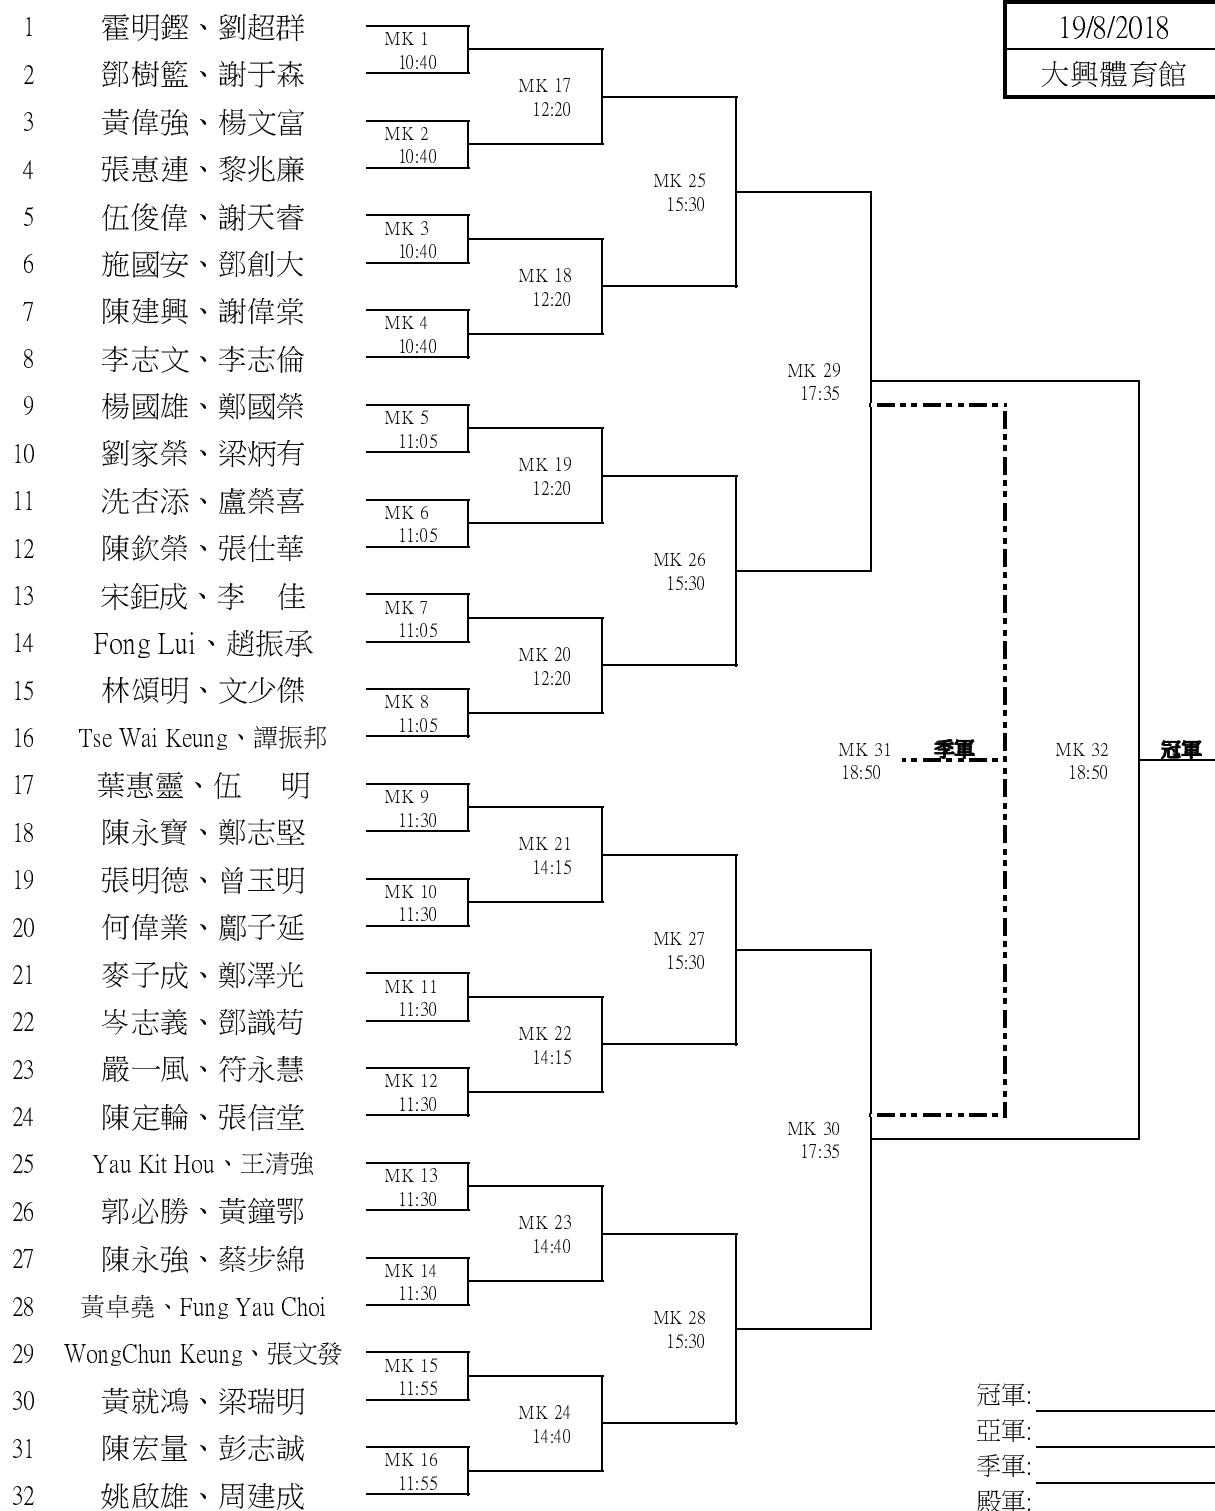 19/8/2018
大興體育館
1 霍明鏗、劉超群
2 鄧樹籃、謝于森
3 黃偉強、楊文富
4 張惠連、黎兆廉
5 伍俊偉、謝天睿
6 施國安、鄧創大
7 陳建興、謝偉棠
8 李志文、李志倫
9 楊國雄、鄭國榮
10 劉家榮、梁炳有
11 洗杏添、盧榮喜
12 陳欽榮、張仕華
13 宋鉅成、李 佳
14 Fong Lui、趙振承
15 林頌明、文少傑
16 Tse Wai Keung、譚振邦
17 葉惠靈、伍 明
18 陳永寶、鄭志堅
19 張明德、曾玉明
20 何偉業、鄺子延
21 麥子成、鄭澤光
22 岑志義、鄧識苟
23 嚴一風、符永慧
24 陳定輪、張信堂
25 Yau Kit Hou、王清強
26 郭必勝、黃鐘鄂
27 陳永強、蔡步綿
28 黃卓堯、Fung Yau Choi
29 WongChun Keung、張文發
30 黃就鴻、梁瑞明
31 陳宏量、彭志誠
32 姚啟雄、周建成
MK 1
10:40
MK 2
10:40
MK 3
10:40
MK 4
10:40
MK 5
11:05
MK 6
11:05
MK 7
11:05
MK 8
11:05
MK 9
11:30
MK 10
11:30
MK 11
11:30
MK 12
11:30
MK 13
11:30
MK 14
11:30
MK 15
11:55
MK 16
11:55
MK 17
12:20
MK 18
12:20
MK 19
12:20
MK 20
12:20
MK 21
14:15
MK 22
14:15
MK 23
14:40
MK 24
14:40
MK 25
15:30
MK 26
15:30
MK 27
15:30
MK 28
15:30
MK 29
17:35
MK 30
17:35
MK 31 季軍
18:50
MK 32 冠軍
18:50
冠軍:
亞軍:
季軍:
殿軍: